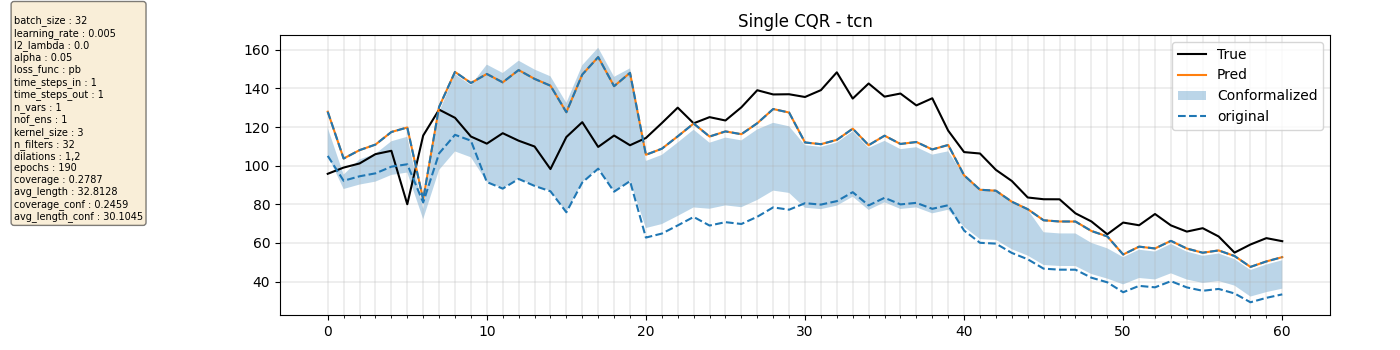 batch_size : 32
learning_rate : 0.005
l2_lambda : 0.0
alpha : 0.05
loss_func : pb
time_steps_in : 1
time_steps_out : 1
n_vars : 1
nof_ens : 1
kernel_size : 3
n_filters : 32
dilations : 1,2
epochs : 190
coverage : 0.2787
avg_length : 32.8128
coverage_conf : 0.2459
avg_length_conf : 30.1045
Single CQR - tcn
160
140
120
100
80
60
40
True
Pred
Conformalized
original
0 10 20 30 40 50 60